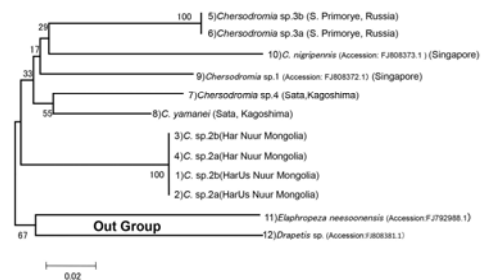 100
5)Chersodromia sp.3b (S. Primorye, Russia)
29
6)Chersodromia sp.3a (S. Primorye, Russia)
17
10)C. nigripennis (Accession: FJ808373.1 ) (Singapore)
33
9)Chersodromia sp.1 (Accession: FJ808372.1) (Singapore)
7)Chersodromia sp.4 (Sata,Kagoshima)
55
8)C. yamanei (Sata, Kagoshima)
3)C. sp.2b(Har Nuur Mongolia)
4)C. sp.2a(Har Nuur Mongolia)
100
1)C. sp.2b(HarUs Nuur Mongolia)
2)C. sp.2a(HarUs Nuur Mongolia)
11)Elaphropeza neesoonensis (Accession:FJ792988.1)
Out Group
67
12)Drapetis sp. (Accession:FJ808381.1)
0.02